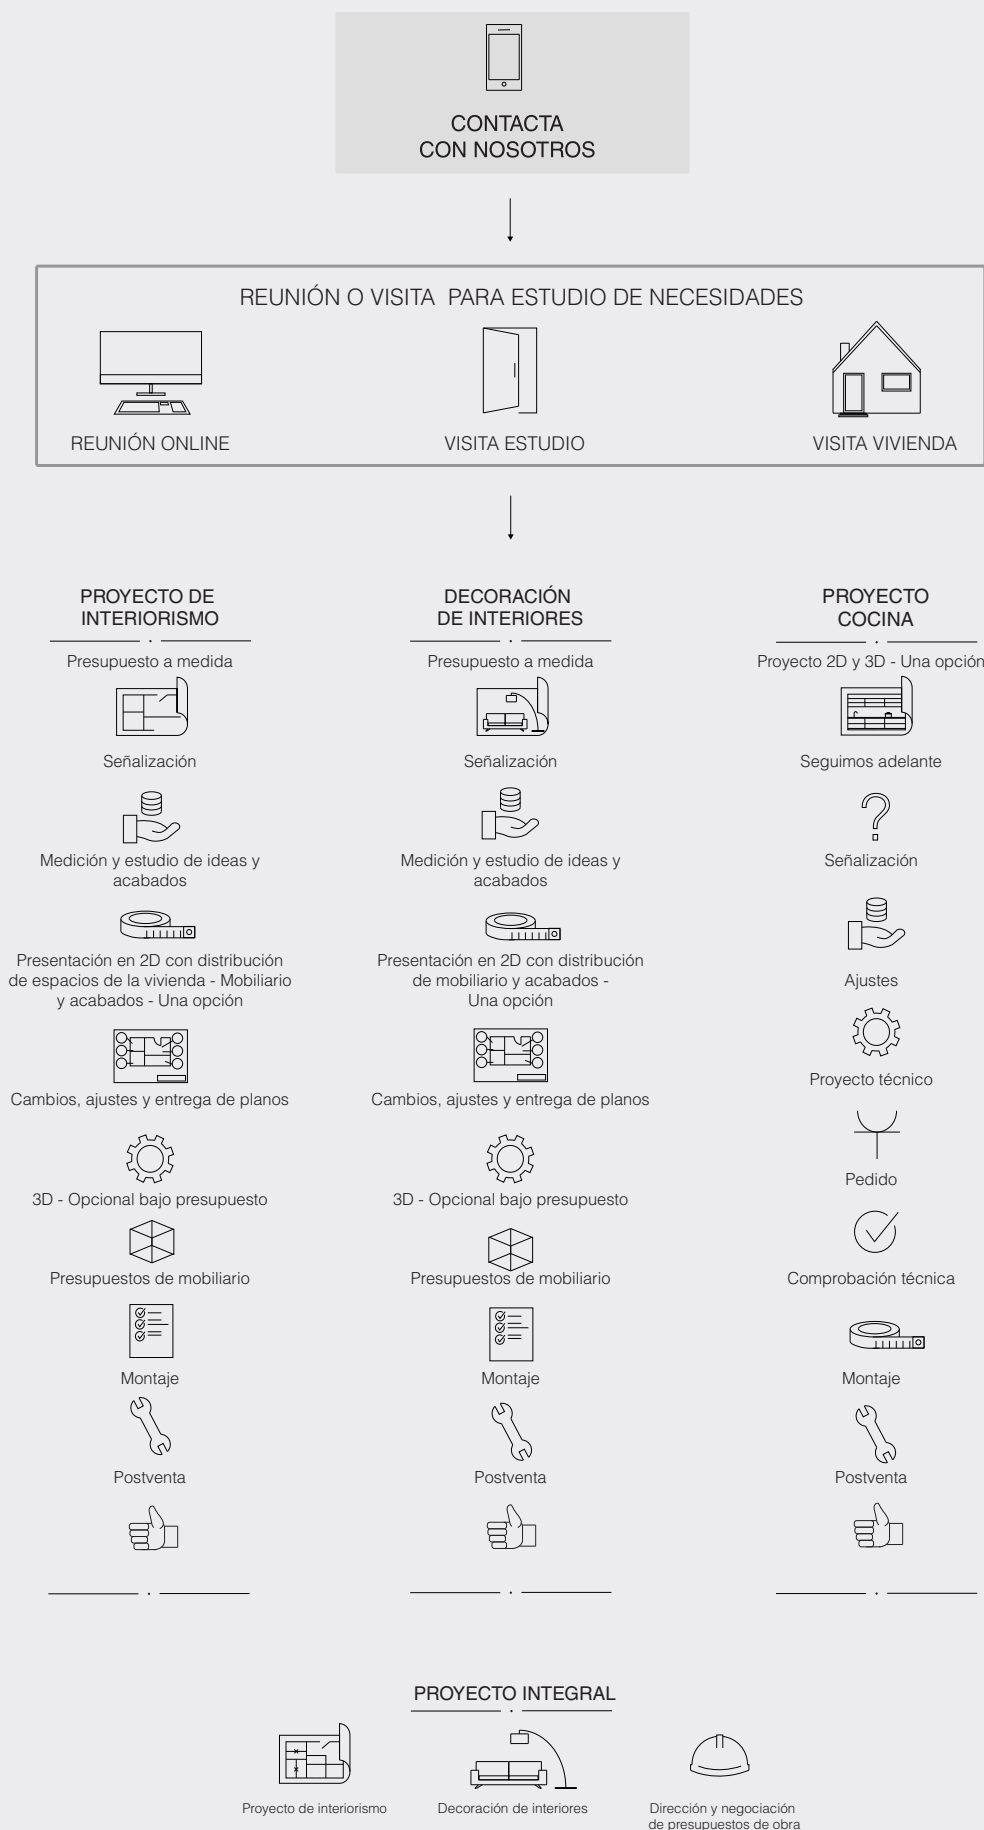 CONTACTA
CON NOSOTROS
REUNIÓN O VISITA PARA ESTUDIO DE NECESIDADES
REUNIÓN ONLINE
VISITA ESTUDIO
VISITA VIVIENDA
PROYECTO DE
INTERIORISMO
Presupuesto a medida
Señalización
Medición y estudio de ideas y
acabados
Presentación en 2D con distribución
de espacios de la vivienda - Mobiliario
y acabados - Una opción
Cambios, ajustes y entrega de planos
3D - Opcional bajo presupuesto
Presupuestos de mobiliario
Montaje
Postventa
DECORACIÓN
DE INTERIORES
Presupuesto a medida
Señalización
Medición y estudio de ideas y
acabados
Presentación en 2D con distribución
de mobiliario y acabados -
Una opción
Cambios, ajustes y entrega de planos
3D - Opcional bajo presupuesto
Presupuestos de mobiliario
Montaje
Postventa
PROYECTO
COCINA
Proyecto 2D y 3D - Una opción
Seguimos adelante
?
Señalización
Ajustes
Proyecto técnico
Pedido
Comprobación técnica
Montaje
Postventa
PROYECTO INTEGRAL
Proyecto de interiorismo
Decoración de interiores
Dirección y negociación
de presupuestos de obra